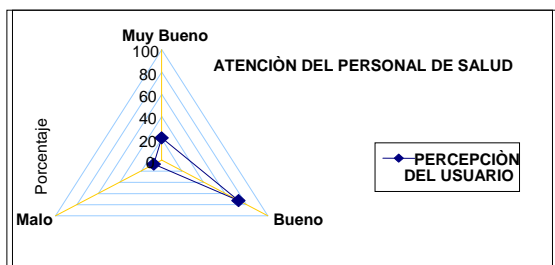 Muy Bueno
100
80
60
40
20
0
ATENCIÒN DEL PERSONAL DE SALUD
Porcentaje
PERCEPCIÒN
DEL USUARIO
Malo
Bueno